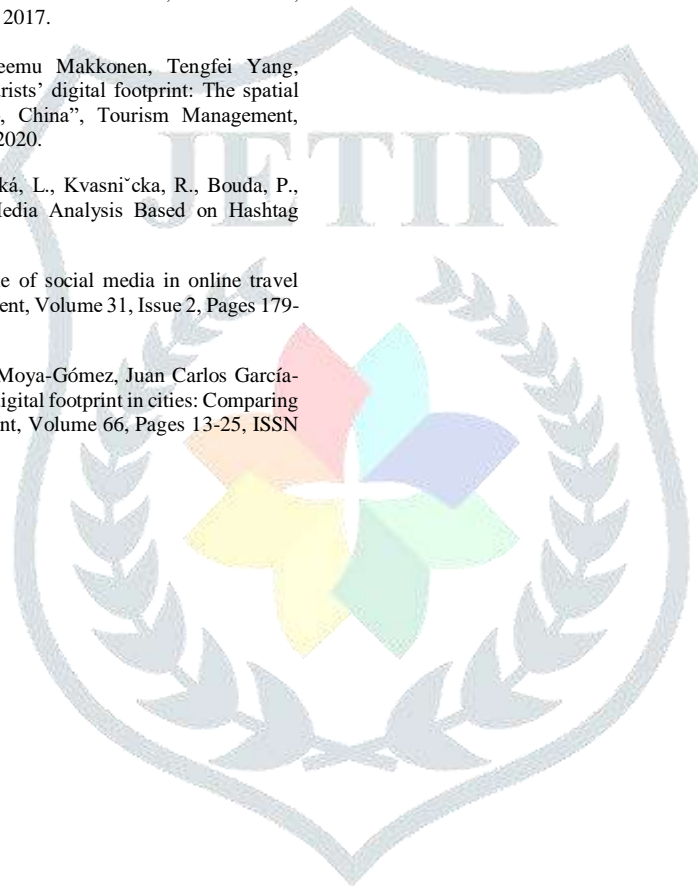 2017.
eemu Makkonen, Tengfei Yang,
rists’ digital footprint: The spatial
, China”, Tourism Management,
2020.
ká, L., Kvasniˇcka, R., Bouda, P.,
Media Analysis Based on Hashtag
e of social media in online travel
ent, Volume 31, Issue 2, Pages 179-
Moya-Gómez, Juan Carlos García-
digital footprint in cities: Comparing
nt, Volume 66, Pages 13-25, ISSN
JETIR